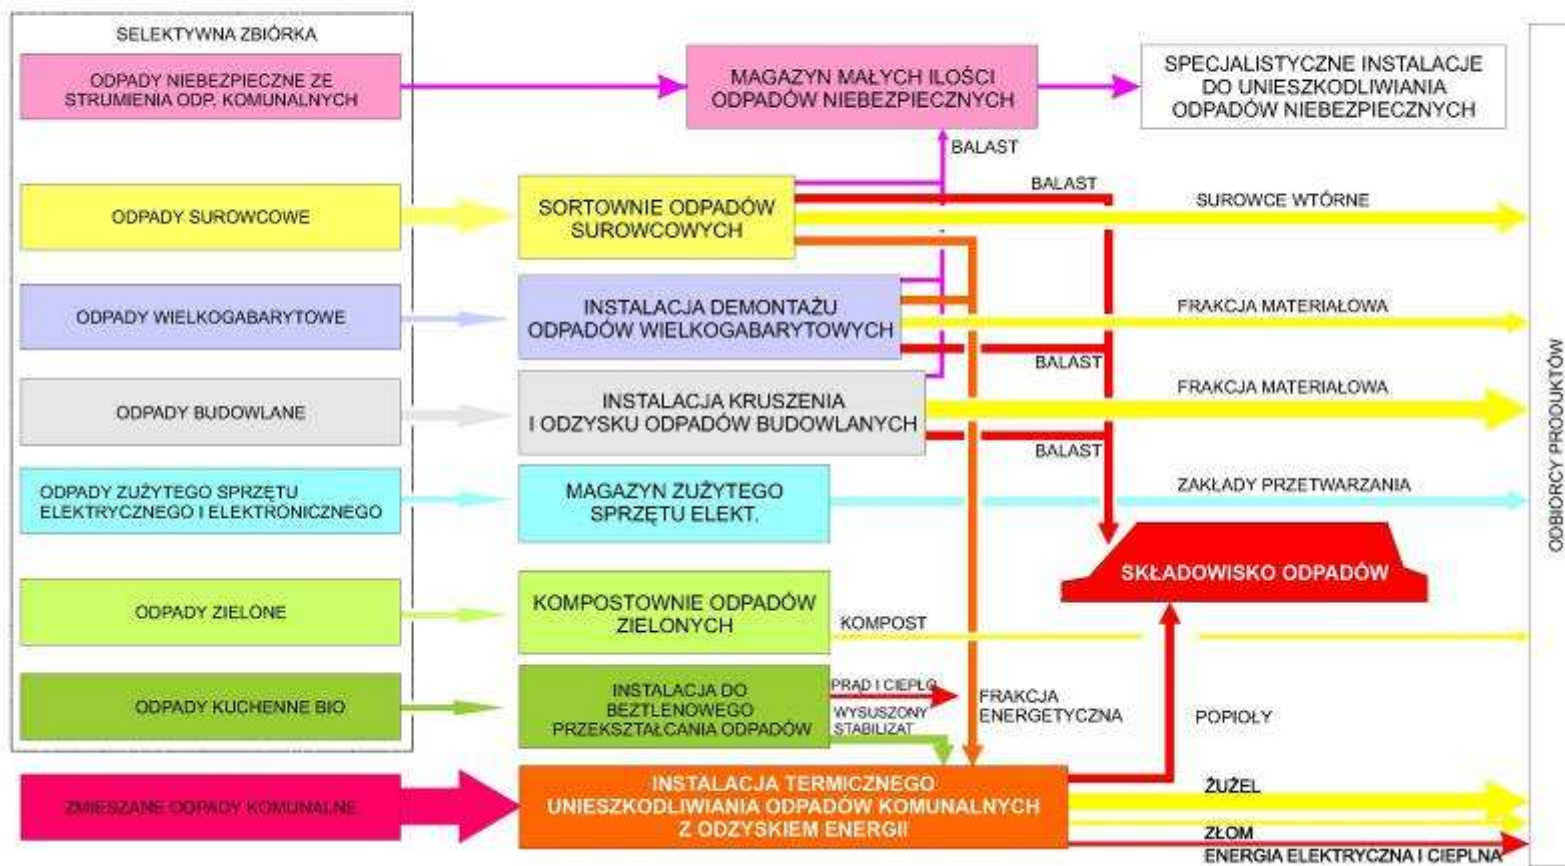 SELEKTYWNA ZBIÓRKA
ODPADY NIEBEZPIECZNE ZE
STRUMIENIA ODP. KOMUNALNYCH
MAGAZYN MAŁYCH ILOŚCI
ODPADÓW NIEBEZPIECZNYCH
SPECJALISTYCZNE INSTALACJE
DO UNIESZKODLIWIANIA
ODPADÓW NIEBEZPIECZNYCH
BALAST
ODPADY SUROWCOWE
SORTOWNIE ODPADÓW
SUROWCOWYCH
BALAST
SUROWCE WTÓRNE
ODPADY WIELKOGABARYTOWE
INSTALACJA DEMONTAŻU
ODPADÓW WIELKOGABARYTOWYCH
FRAKCJA MATERIAŁOWA
BALAST
ODPADY BUDOWLANE
INSTALACJA KRUSZENIA
I ODZYSKU ODPADÓW BUDOWLANYCH
FRAKCJA MATERIAŁOWA
BALAST
ODPADY ZUŻYTEGO SPRZĘTU
ELEKTRYCZNEGO I ELEKTRONICZNEGO
MAGAZYN ZUŻYTEGO
SPRZĘTU ELEKT.
ZAKŁADY PRZETWARZANIA
SKŁADOWISKO ODPADÓW
ODPADY ZIELONE
KOMPOSTOWNIE ODPADÓW
ZIELONYCH
KOMPOST
ODPADY KUCHENNE BIO
INSTALACJA DO
BEZTLENOWEGO
PRZEKSZTAŁCANIA ODPADÓW
PRĄD I CIEPŁO
WYSUSZONY
STABILIZAT
FRAKCJA
ENERGETYCZNA
POPIOŁY
ZMIESZANE ODPADY KOMUNALNE
INSTALACJA TERMICZNEGO
UNIESZKODLIWIANIA ODPADÓW KOMUNALNYCH
Z ODZYSKIEM ENERGII
ŻUŻEL
ZŁOM
ENERGIA ELEKTRYCZNA I CIEPLNA
ODBIORCY PRODUKTÓW